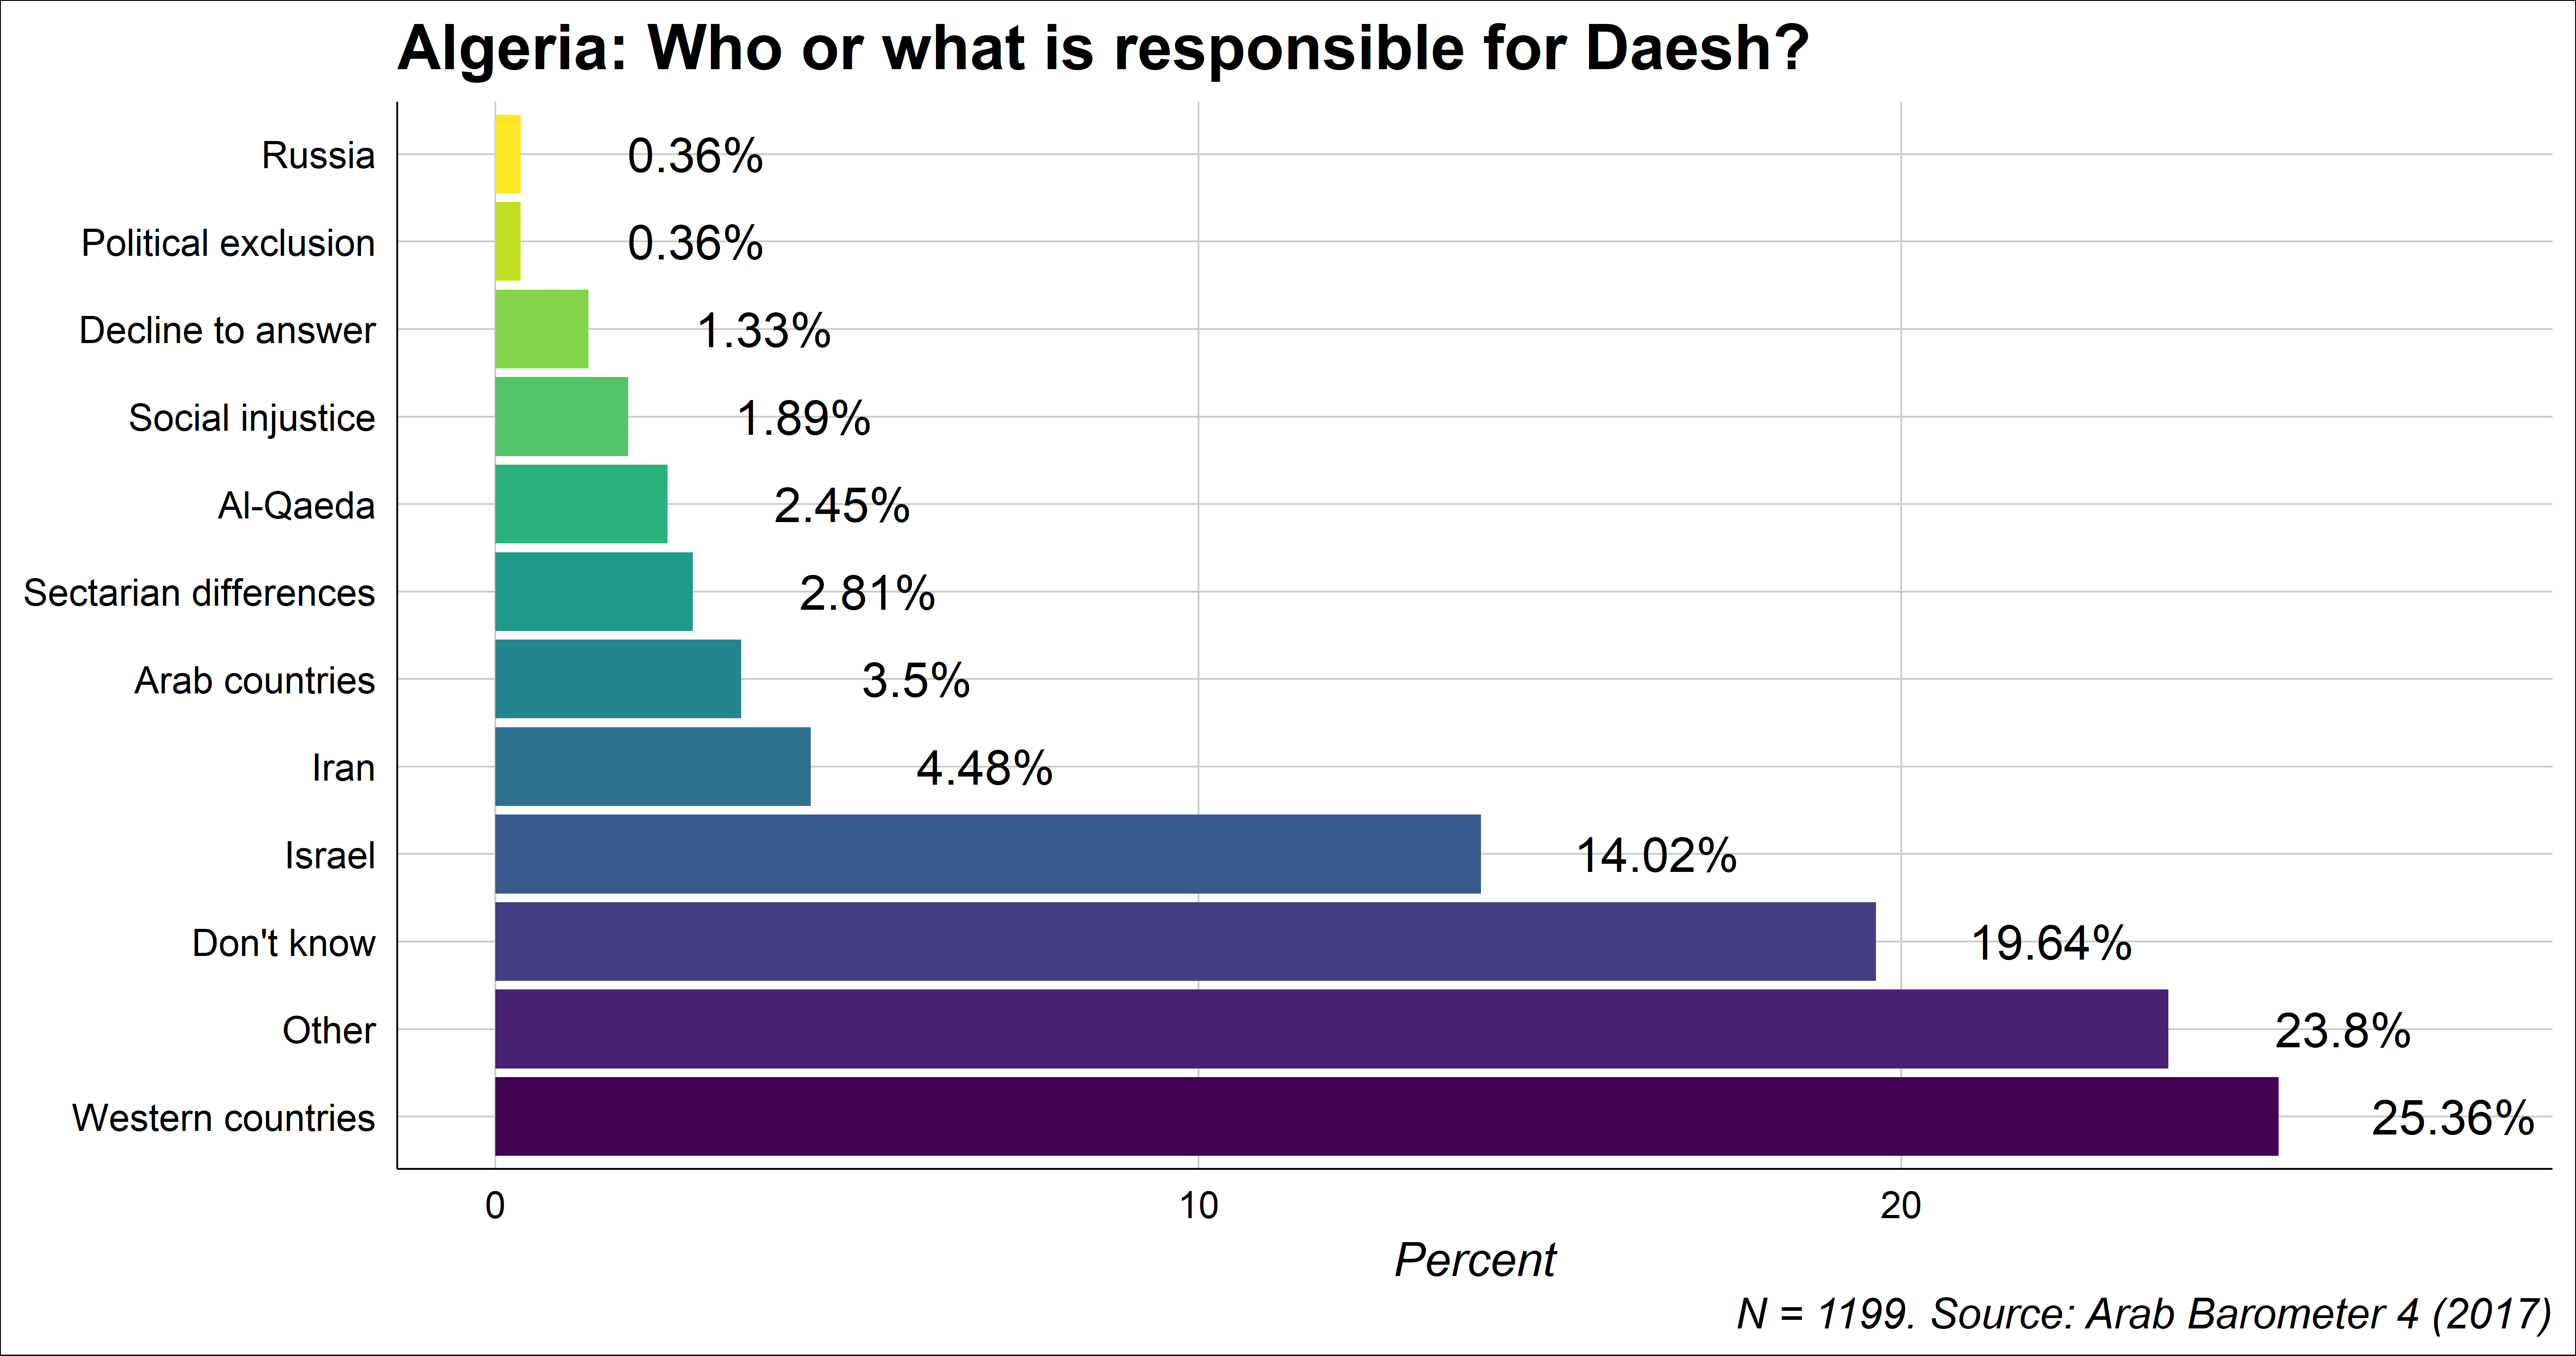 Algeria: Who or what is responsible for Daesh?
Russia 0.36%
Political exclusion 0.36%
Decline to answer 1.33%
Social injustice 1.89%
Al-Qaeda 2.45%
Sectarian differences 2.81%
Arab countries 3.5%
Iran 4.48%
Israel 14.02%
Don't know 19.64%
Other 23.8%
Western countries 25.36%
0 10 20
Percent
N = 1199. Source: Arab Barometer 4 (2017)